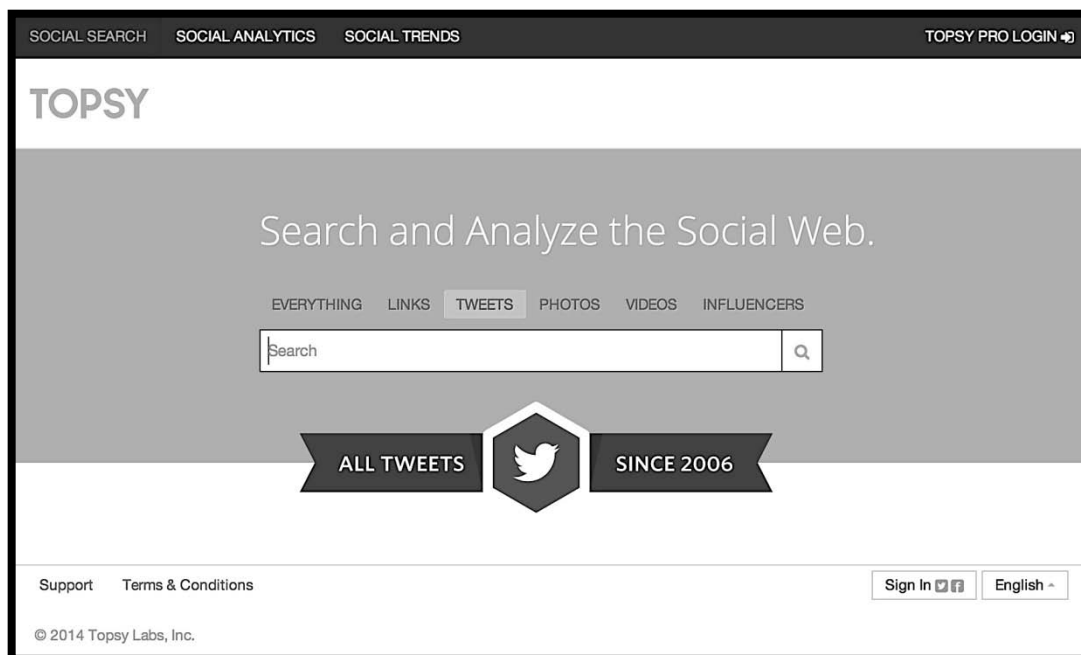 SOCIAL SEARCH SOCIAL ANALYTICS SOCIAL TRENDS TOPSY PRO LOGIN
TOPSY
Search and Analyze the Social Web.
EVERYTHING LINKS TWEETS PHOTOS VIDEOS INFLUENCERS
Search
ALL TWEETS SINCE 2006
Support Terms & Conditions Sign In English
© 2014 Topsy Labs, Inc.